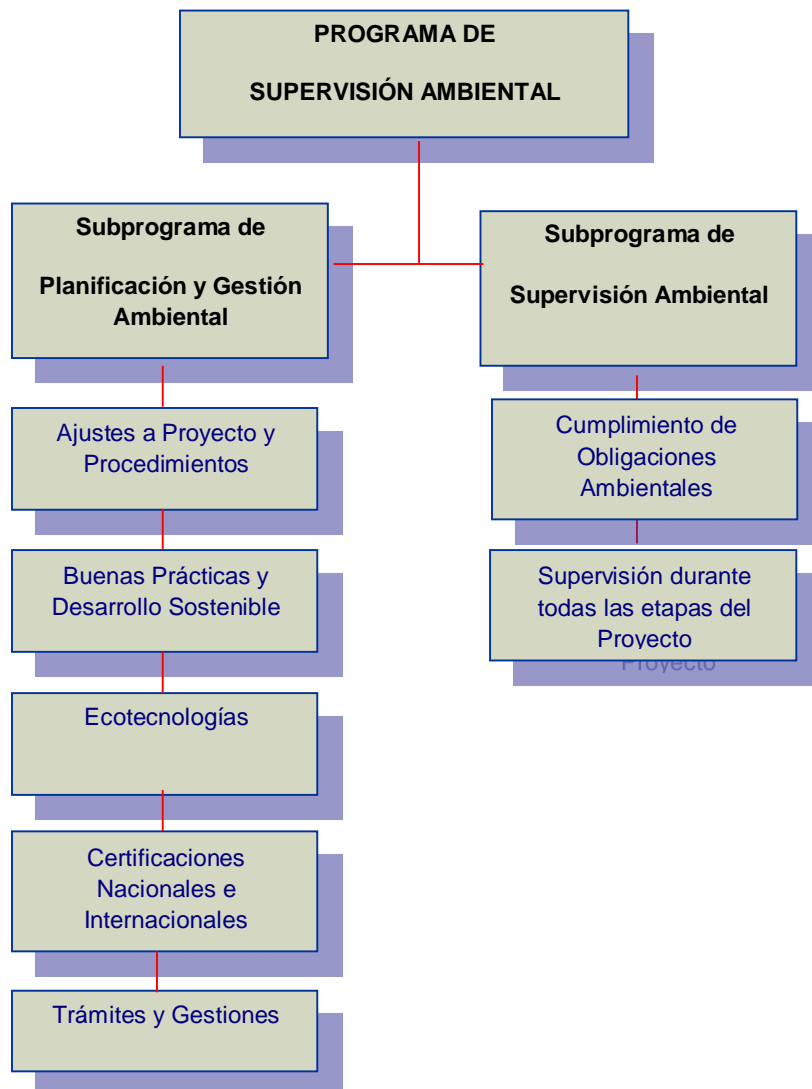 PROGRAMA DE
SUPERVISIÓN AMBIENTAL
Subprograma de
Planificación y Gestión
Ambiental
Subprograma de
Supervisión Ambiental
Ajustes a Proyecto y
Procedimientos
Buenas Prácticas y
Desarrollo Sostenible
Ecotecnologías
Certificaciones
Nacionales e
Internacionales
Trámites y Gestiones
Cumplimiento de
Obligaciones
Ambientales
Supervisión durante
todas las etapas del
Proyecto